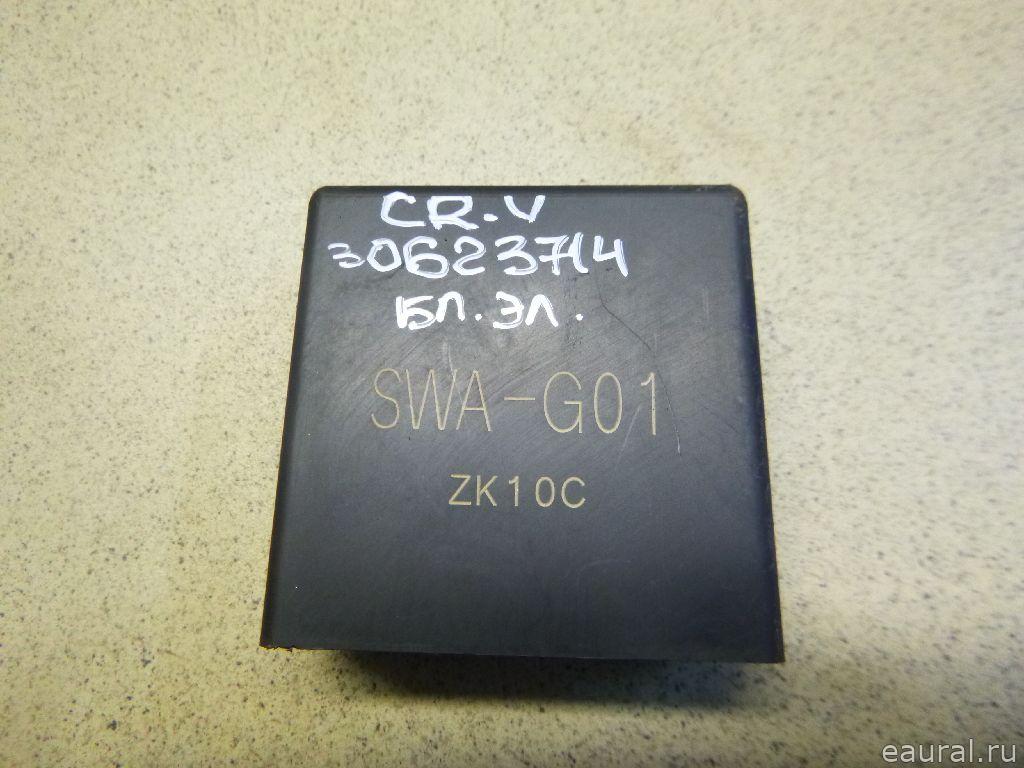 CR-V
30623714
БЛ. ЭЛ.
SWA-G01
ZK10C
eaural.ru